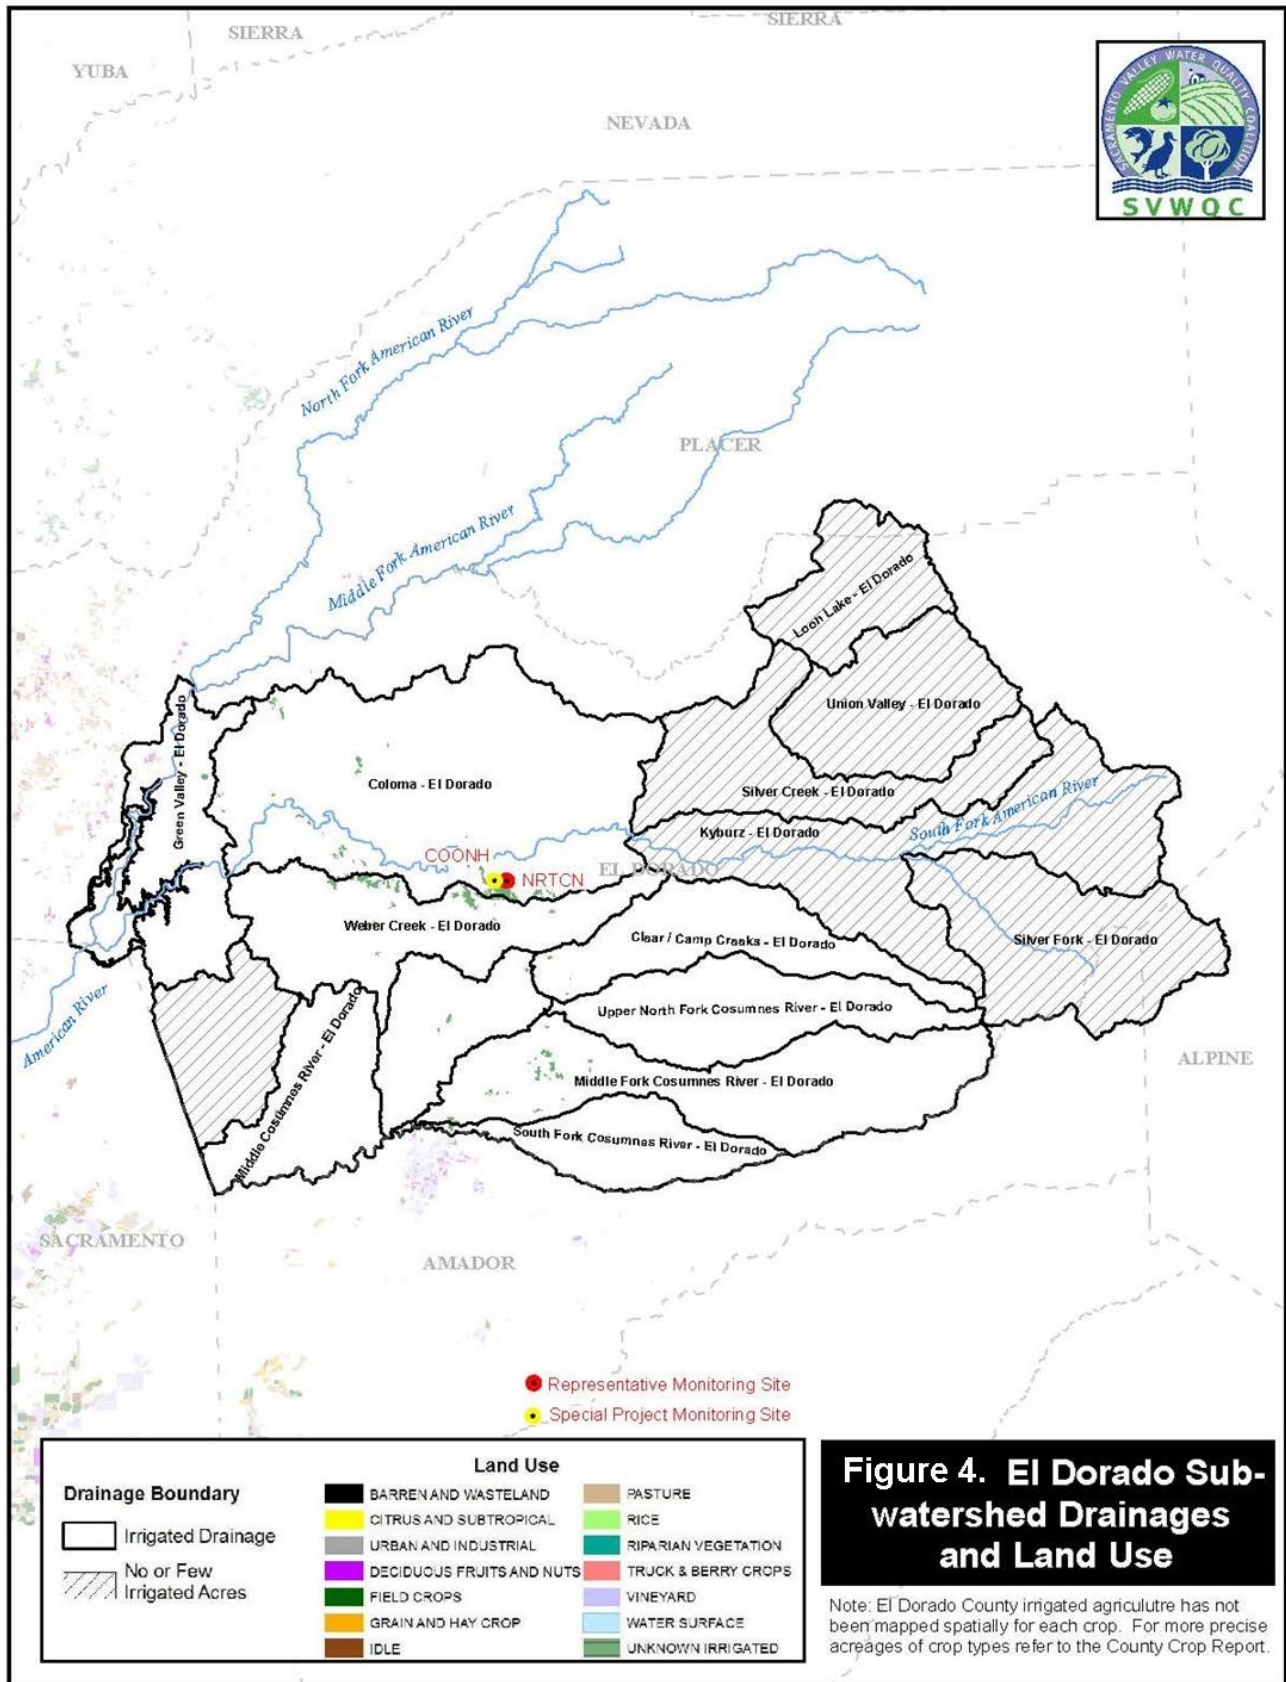 SIERRA
SIERRA
YUBA
NEVADA
SACRAMENTO VALLEY WATER QUALITY COALITION
SVWQC
North Fork American River
PLACER
Middle Fork American River
Looh Lake - El Dorado
Union Valley - El Dorado
Green Valley - El Dorado
Coloma - El Dorado
Silver Creek - El Dorado
South Fork American River
Kyburz - El Dorado
COONH
EL DORADO
NRTCN
Weber Creek - El Dorado
Clear / Camp Creeks - El Dorado
Silver Fork - El Dorado
American River
Upper North Fork Cosumnes River - El Dorado
Middle Cosumnes River - El Dorado
ALPINE
Middle Fork Cosumnes River - El Dorado
South Fork Cosumnes River - El Dorado
SACRAMENTO
AMADOR
Representative Monitoring Site
Special Project Monitoring Site
Drainage Boundary
Irrigated Drainage
No or Few
Irrigated Acres
Land Use
BARREN AND WASTELAND
CITRUS AND SUBTROPICAL
URBAN AND INDUSTRIAL
DECIDUOUS FRUITS AND NUTS
FIELD CROPS
GRAIN AND HAY CROP
IDLE
PASTURE
RICE
RIPARIAN VEGETATION
TRUCK & BERRY CROPS
VINEYARD
WATER SURFACE
UNKNOWN IRRIGATED
Figure 4. El Dorado Sub-
watershed Drainages
and Land Use
Note: El Dorado County irrigated agriculutre has not
been mapped spatially for each crop. For more precise
acreages of crop types refer to the County Crop Report.